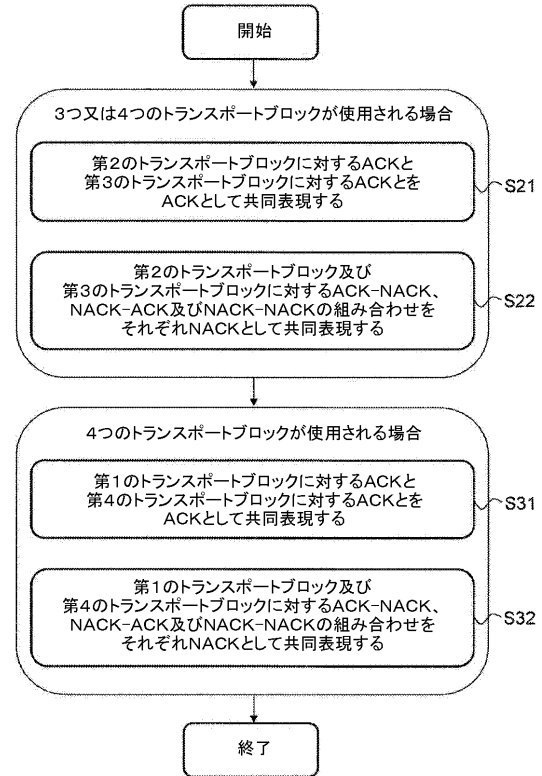 開始
3つ又は4つのトランスポートブロックが使用される場合
第2のトランスポートブロックに対するACKと
第3のトランスポートブロックに対するACKとを
ACKとして共同表現する
S21
第2のトランスポートブロック及び
第3のトランスポートブロックに対するACK-NACK、
NACK-ACK及びNACK-NACKの組み合わせを
それぞれNACKとして共同表現する
S22
4つのトランスポートブロックが使用される場合
第1のトランスポートブロックに対するACKと
第4のトランスポートブロックに対するACKとを
ACKとして共同表現する
S31
第1のトランスポートブロック及び
第4のトランスポートブロックに対するACK-NACK、
NACK-ACK及びNACK-NACKの組み合わせを
それぞれNACKとして共同表現する
S32
終了